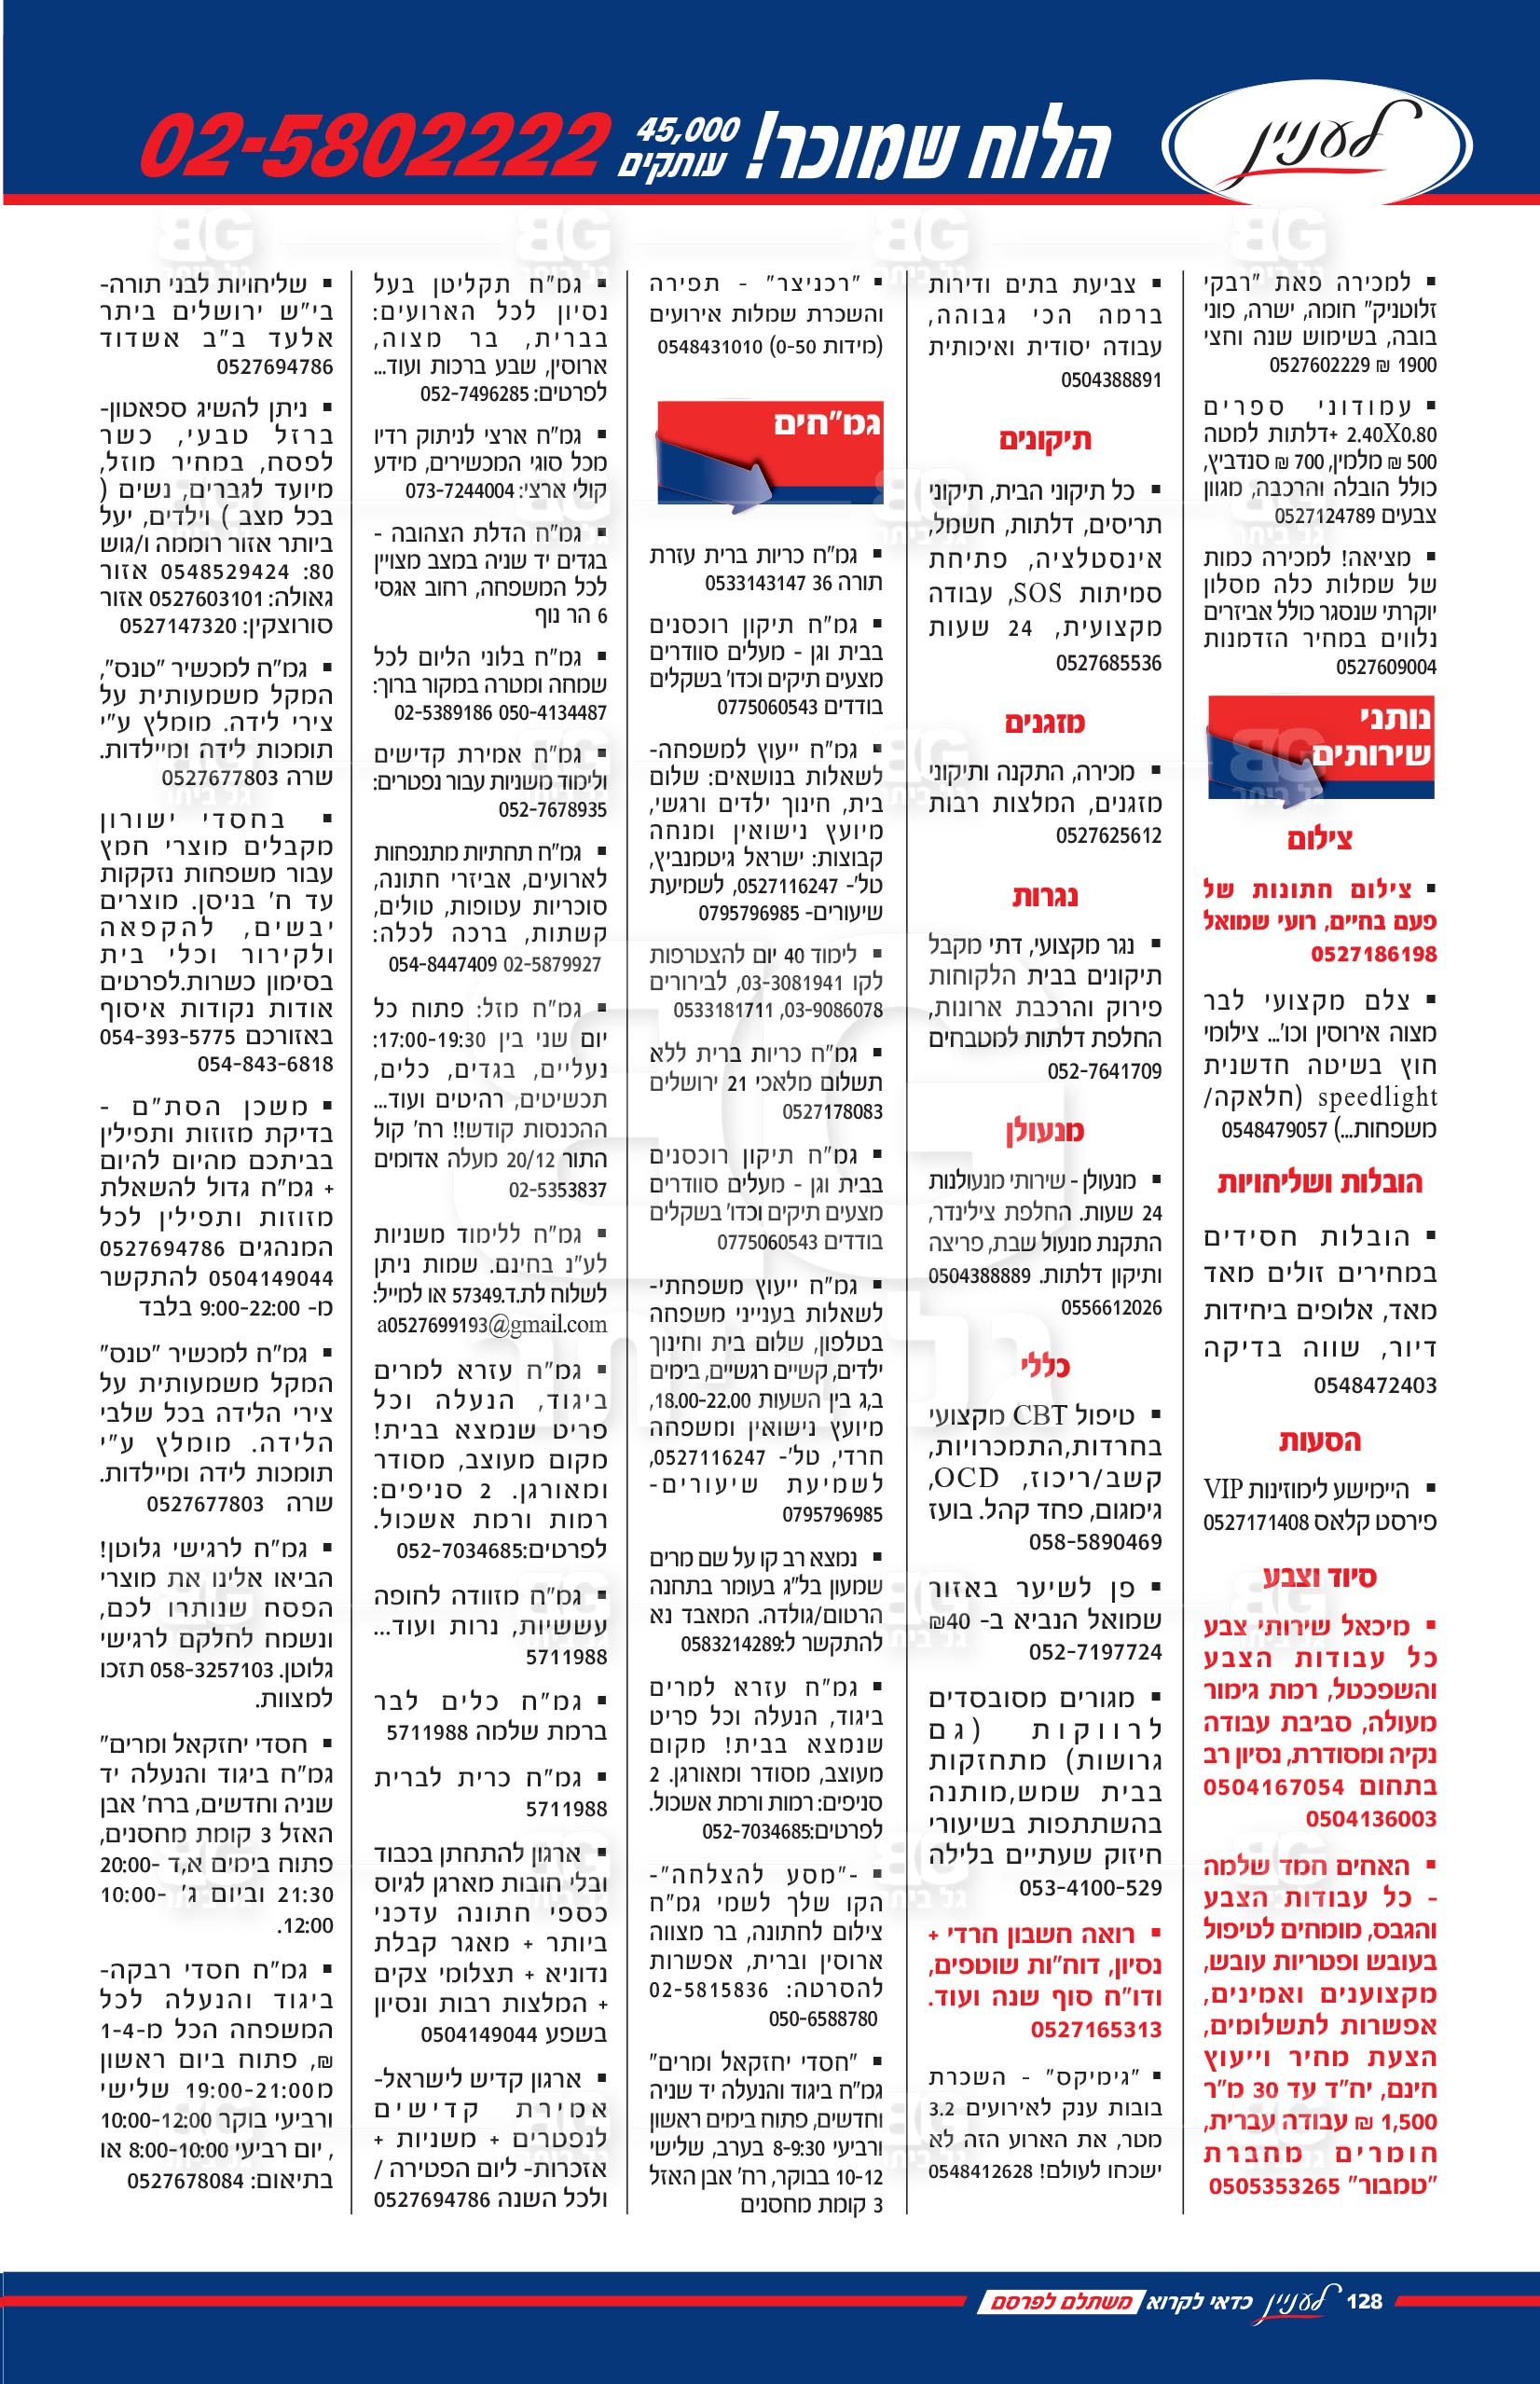 לעניין
הלוח שמוכר!
45,000
עותקים
02-5802222
▪ למכירה פאת "רבקי
זלוטניק" חומה, ישרה, פוני
בובה, בשימוש שנה וחצי
1900 ₪ 0527602229
▪ עמודוני ספרים
2.40X0.80 +דלתות למטה
500 ₪ מלמין, 700 ₪ סנדביץ,
כולל הובלה והרכבה, מגוון
צבעים 0527124789
▪ מציאה! למכירה כמות
של שמלות כלה מסלון
יוקרתי שנסגר כולל אביזרים
נלווים במחיר הזדמנות
0527609004
נותני
שירותים
צילום
▪ צילום חתונות של
פעם בחיים, רועי שמואל
0527186198
▪ צלם מקצועי לבר
מצוה אירוסין וכו'... צילומי
חוץ בשיטה חדשנית
speedlight (חלאקה/
משפחות...) 0548479057
הובלות ושליחויות
▪ הובלות חסידים
במחירים זולים מאד
מאד, אלופים ביחידות
דיור, שווה בדיקה
0548472403
הסעות
▪ היימישע לימוזינות VIP
פירסט קלאס 0527171408
סיוד וצבע
▪ מיכאל שירותי צבע
כל עבודות הצבע
והשפכטל, רמת גימור
מעולה, סביבת עבודה
נקיה ומסודרת, נסיון רב
בתחום 0504167054
0504136003
▪ האחים חמד שלמה
- כל עבודות הצבע
והגבס, מומחים לטיפול
בעובש ופטריות עובש,
מקצוענים ואמינים,
אפשרות לתשלומים,
הצעת מחיר וייעוץ
חינם, יח"ד עד 30 מ"ר
1,500 ₪ עבודה עברית,
חומרים מחברת
"טמבור" 0505353265
▪ צביעת בתים ודירות
ברמה הכי גבוהה,
עבודה יסודית ואיכותית
0504388891
תיקונים
▪ כל תיקוני הבית, תיקוני
תריסים, דלתות, חשמל,
אינסטלציה, פתיחת
סמיתות SOS, עבודה
מקצועית, 24 שעות
0527685536
מזגנים
▪ מכירה, התקנה ותיקוני
מזגנים, המלצות רבות
0527625612
נגרות
▪ נגר מקצועי, דתי מקבל
תיקונים בבית הלקוחות
פירוק והרכבת ארונות,
החלפת דלתות למטבחים
052-7641709
מנעולן
▪ מנעולן - שירותי מנעולנות
24 שעות. החלפת צילינדר,
התקנת מנעול שבת, פריצה
ותיקון דלתות. 0504388889
0556612026
כללי
▪ טיפול CBT מקצועי
בחרדות,התמכרויות,
קשב/ריכוז, OCD,
גימגום, פחד קהל. בועז
058-5890469
▪ פן לשיער באזור
שמואל הנביא ב- 40₪
052-7197724
▪ מגורים מסובסדים
לרווקות (גם
גרושות) מתחזקות
בבית שמש,מותנה
בהשתתפות בשיעורי
חיזוק שעתיים בלילה
053-4100-529
▪ רואה חשבון חרדי +
נסיון, דוח"ות שוטפים,
ודו"ח סוף שנה ועוד.
0527165313
▪ "גימיקס" - השכרת
בובות ענק לאירועים 3.2
מטר, את הארוע הזה לא
ישכחו לעולם! 0548412628
▪ "רכניצר" - תפירה
והשכרת שמלות אירועים
(מידות 0-50) 0548431010
גמ"חים
▪ גמ"ח כריות ברית עזרת
תורה 36 0533143147
▪ גמ"ח תיקון רוכסנים
בבית וגן - מעלים סוודרים
מצעים תיקים וכדו' בשקלים
בודדים 0775060543
▪ גמ"ח ייעוץ למשפחה-
לשאלות בנושאים: שלום
בית, חינוך ילדים ורגשי,
מיועץ נישואין ומנחה
קבוצות: ישראל גיטמנביץ,
טל'- 0527116247, לשמיעת
שיעורים- 0795796985
▪ לימוד 40 יום להצטרפות
לקו 03-3081941, לבירורים
03-9086078, 0533181711
▪ גמ"ח כריות ברית ללא
תשלום מלאכי 21 ירושלים
0527178083
▪ גמ"ח תיקון רוכסנים
בבית וגן - מעלים סוודרים
מצעים תיקים וכדו' בשקלים
בודדים 0775060543
▪ גמ"ח ייעוץ משפחתי-
לשאלות בענייני משפחה
בטלפון, שלום בית וחינוך
ילדים, קשיים רגשיים, בימים
ב,ג בין השעות 18.00-22.00,
מיועץ נישואין ומשפחה
חרדי, טל'- 0527116247,
לשמיעת שיעורים-
0795796985
▪ נמצא רב קו על שם מרים
שמעון בל"ג בעומר בתחנה
הרטום/גולדה. המאבד נא
להתקשר ל:0583214289
▪ גמ"ח עזרא למרים
ביגוד, הנעלה וכל פריט
שנמצא בבית! מקום
מעוצב, מסודר ומאורגן. 2
סניפים: רמות ורמת אשכול.
לפרטים:052-7034685
▪ -"מסע להצלחה"-
הקו שלך לשמי גמ"ח
צילום לחתונה, בר מצווה
ארוסין וברית, אפשרות
להסרטה: 02-5815836
050-6588780
▪ "חסדי יחזקאל ומרים"
גמ"ח ביגוד והנעלה יד שניה
וחדשים, פתוח בימים ראשון
ורביעי 8-9:30 בערב, שלישי
10-12 בבוקר, רח' אבן האזל
3 קומת מחסנים
▪ גמ"ח תקליטן בעל
נסיון לכל הארועים:
בברית, בר מצוה,
ארוסין, שבע ברכות ועוד...
לפרטים: 052-7496285
▪ גמ"ח ארצי לניתוק רדיו
מכל סוגי המכשירים, מידע
קולי ארצי: 073-7244004
▪ גמ"ח הדלת הצהובה -
בגדים יד שניה במצב מצויין
לכל המשפחה, רחוב אגסי
6 הר נוף
▪ גמ"ח בלוני הליום לכל
שמחה ומטרה במקור ברוך:
050-4134487 02-5389186
▪ גמ"ח אמירת קדישים
ולימוד משניות עבור נפטרים:
052-7678935
▪ גמ"ח תחתיות מתנפחות
לארועים, אביזרי חתונה,
סוכריות עטופות, טולים,
קשתות, ברכה לכלה:
02-5879927 054-8447409
▪ גמ"ח מזל: פתוח כל
יום שני בין 17:00-19:30:
נעליים, בגדים, כלים,
תכשיטים, רהיטים ועוד...
ההכנסות קודש!! רח' קול
התור 20/12 מעלה אדומים
02-5353837
▪ גמ"ח ללימוד משניות
לע"נ בחינם. שמות ניתן
לשלוח לת.ד.57349 או למייל:
a0527699193@gmail.com
▪ גמ"ח עזרא למרים
ביגוד, הנעלה וכל
פריט שנמצא בבית!
מקום מעוצב, מסודר
ומאורגן. 2 סניפים:
רמות ורמת אשכול.
לפרטים:052-7034685
▪ גמ"ח מזוודה לחופה
עששיות, נרות ועוד...
5711988
▪ גמ"ח כלים לבר
ברמת שלמה 5711988
▪ גמ"ח כרית לברית
5711988
▪ ארגון להתחתן בכבוד
ובלי חובות מארגן לגיוס
כספי חתונה עדכני
ביותר + מאגר קבלת
נדוניא + תצלומי צקים
+ המלצות רבות ונסיון
בשפע 0504149044
▪ ארגון קדיש לישראל-
אמירת קדישים
לנפטרים + משניות +
אזכרות- ליום הפטירה /
ולכל השנה 0527694786
▪ שליחויות לבני תורה-
בי"ש ירושלים ביתר
אלעד ב"ב אשדוד
0527694786
▪ ניתן להשיג ספאטון-
ברזל טבעי, כשר
לפסח, במחיר מוזל,
מיועד לגברים, נשים (
בכל מצב ) וילדים, יעל
ביותר אזור רוממה ו/גוש
80: 0548529424 אזור
גאולה: 0527603101 אזור
סורוצקין: 0527147320
▪ גמ"ח למכשיר "טנס",
המקל משמעותית על
צירי לידה. מומלץ ע"י
תומכות לידה ומיילדות.
שרה 0527677803
▪ בחסדי ישורון
מקבלים מוצרי חמץ
עבור משפחות נזקקות
עד ח' בניסן. מוצרים
יבשים, להקפאה
ולקירור וכלי בית
בסימון כשרות.לפרטים
אודות נקודות איסוף
באזורכם 054-393-5775
054-843-6818
▪ משכן הסת"ם -
בדיקת מזוזות ותפילין
בביתכם מהיום להיום
+ גמ"ח גדול להשאלת
מזוזות ותפילין לכל
המנהגים 0527694786
0504149044 להתקשר
מ- 9:00-22:00 בלבד
▪ גמ"ח למכשיר "טנס"
המקל משמעותית על
צירי הלידה בכל שלבי
הלידה. מומלץ ע"י
תומכות לידה ומיילדות.
שרה 0527677803
▪ גמ"ח לרגישי גלוטן!
הביאו אלינו את מוצרי
הפסח שנותרו לכם,
ונשמח לחלקם לרגישי
גלוטן. 058-3257103 תזכו
למצוות.
▪ חסדי יחזקאל ומרים"
גמ"ח ביגוד והנעלה יד
שניה וחדשים, ברח' אבן
האזל 3 קומת מחסנים,
פתוח בימים א,ד 20:00-
21:30 וביום ג' 10:00-
12:00.
▪ גמ"ח חסדי רבקה-
ביגוד והנעלה לכל
המשפחה הכל מ-1-4
₪, פתוח ביום ראשון
מ19:00-21:00 שלישי
ורביעי בוקר 10:00-12:00
, יום רביעי 8:00-10:00 או
בתיאום: 0527678084
128 לעניין כדאי לקרוא משתלם לפרסם
BG
גל ביתר